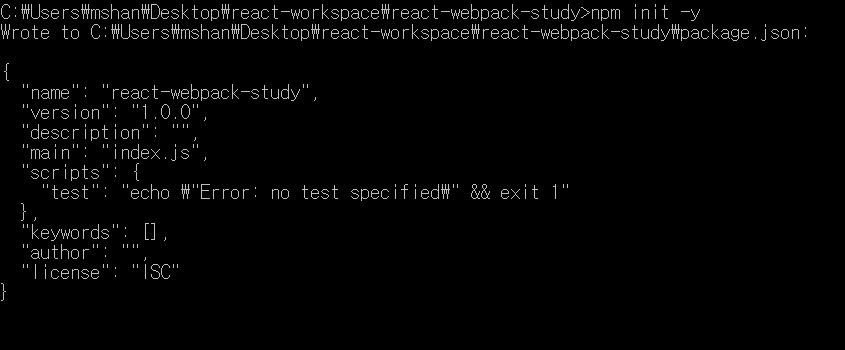 C:₩Users₩mshan₩Desktop₩react-workspace₩react-webpack-study>npm init -y
Wrote to C:₩Users₩mshan₩Desktop₩react-workspace₩react-webpack-study₩package.json:
{
"name": "react-webpack-study",
"version": "1.0.0",
"description": "",
"main": "index.js",
"scripts": {
"test": "echo ₩"Error: no test specified₩" && exit 1"
},
"keywords": [],
"author": "",
"license": "ISC"
}